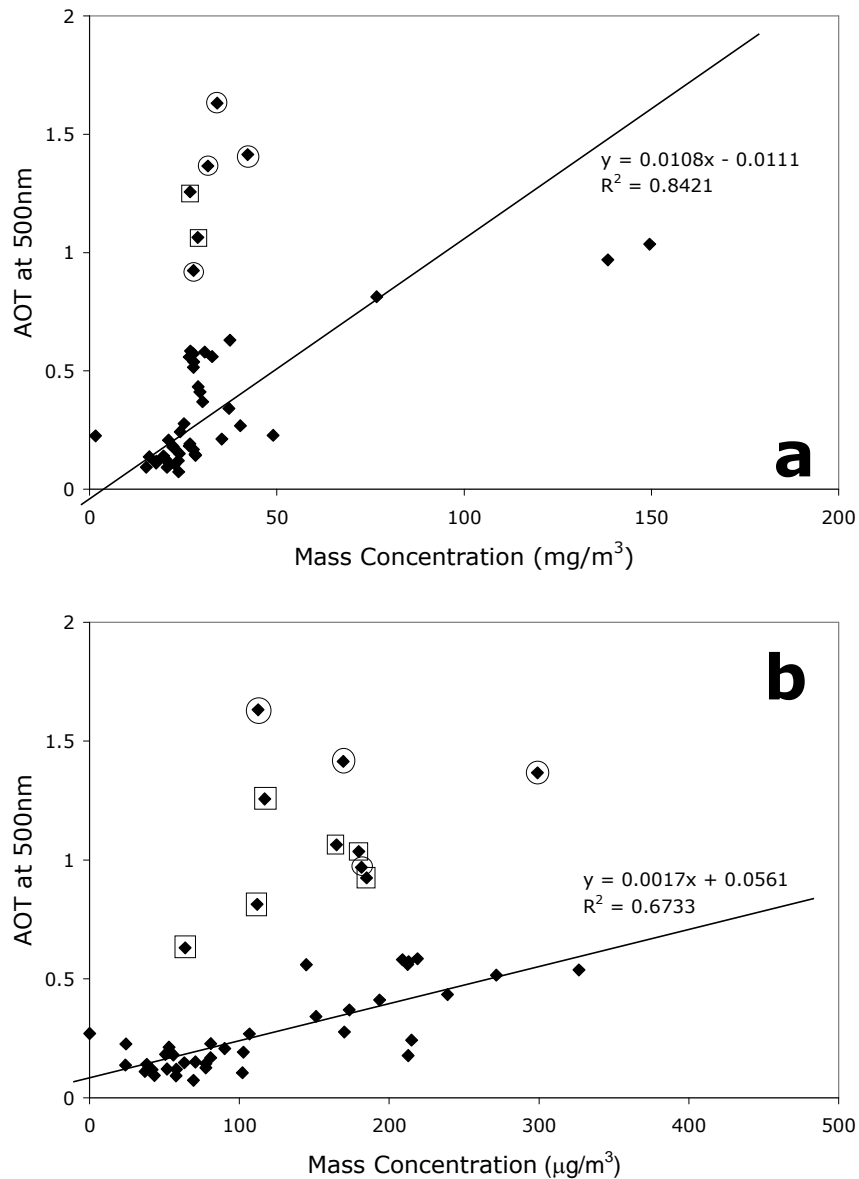 2
1.5
1
0.5
0
0
50
100
150
200
AOT at 500nm
y = 0.0108x - 0.0111
R² = 0.8421
a
Mass Concentration (mg/m³)
2
1.5
1
0.5
0
0
100
200
300
400
500
AOT at 500nm
b
y = 0.0017x + 0.0561
R² = 0.6733
Mass Concentration (μg/m³)